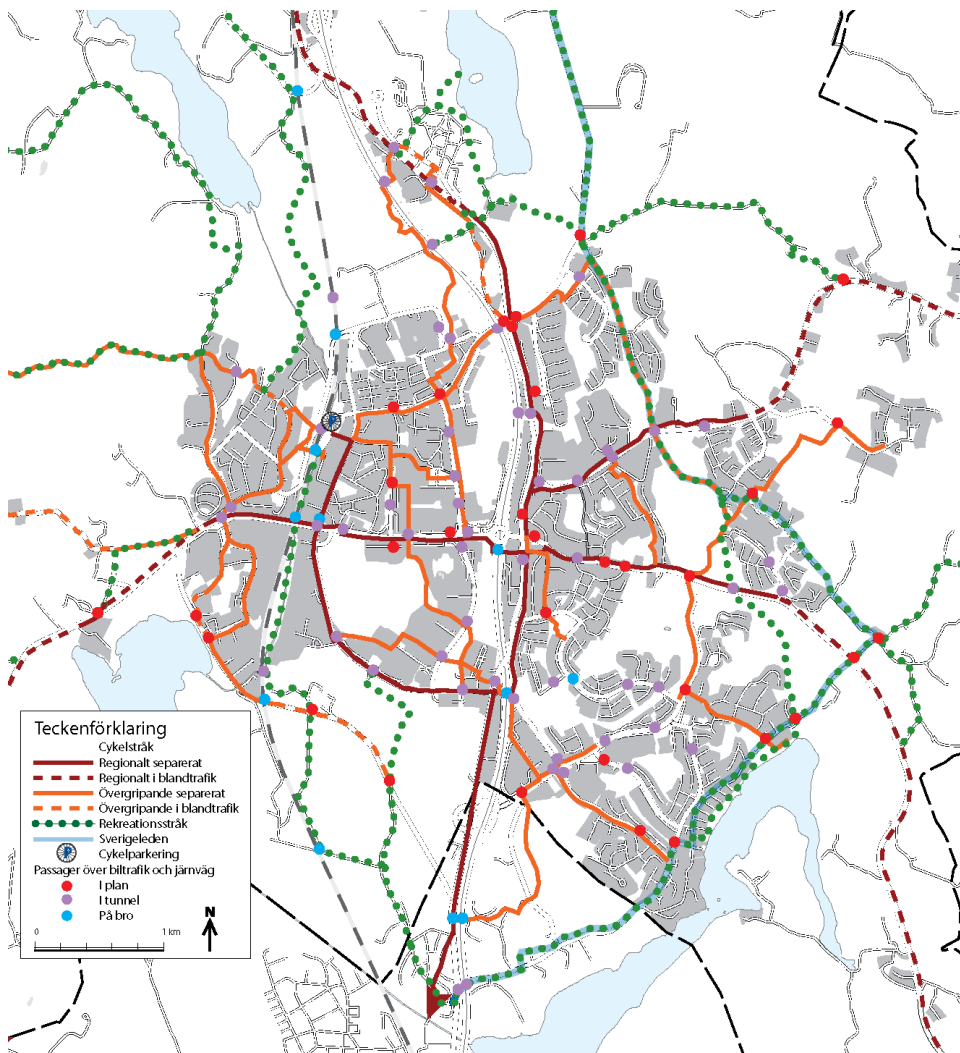 Teckenförklaring
Cykelstråk
Regionalt separerat
Regionalt i blandtrafik
Övergripande separerat
Övergripande i blandtrafik
Rekreationsstråk
Sverigeleden
P
Cykelparkering
Passager över biltrafik och järnväg
I plan
I tunnel
På bro
N
0 1 km
P